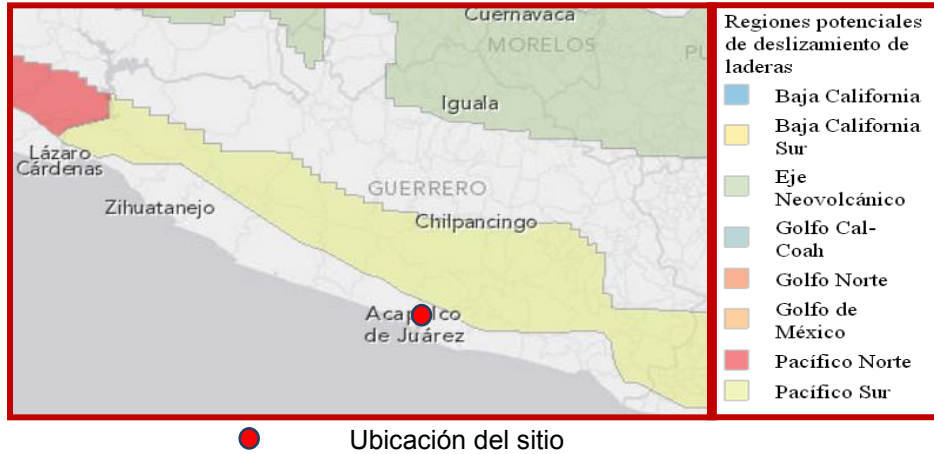 Cuernavaca
MORELOS
PU
Iguala
Lázaro
Cárdenas
GUERRERO
Zihuatanejo
Chilpancingo
Acapulco
de Juárez
Regiones potenciales
de deslizamiento de
laderas
Baja California
Baja California
Sur
Eje
Neovolcánico
Golfo Cal-
Coah
Golfo Norte
Golfo de
México
Pacífico Norte
Pacífico Sur
Ubicación del sitio